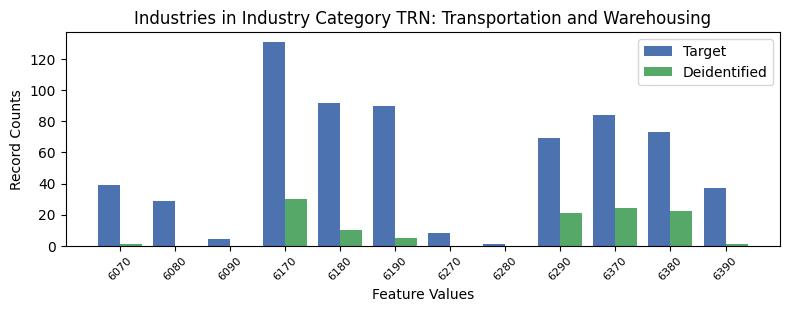 Industries in Industry Category TRN: Transportation and Warehousing
Target
Deidentified
Record Counts
120
100
80
60
40
20
0
6070 6080 6090 6170 6180 6190 6270 6280 6290 6370 6380 6390
Feature Values